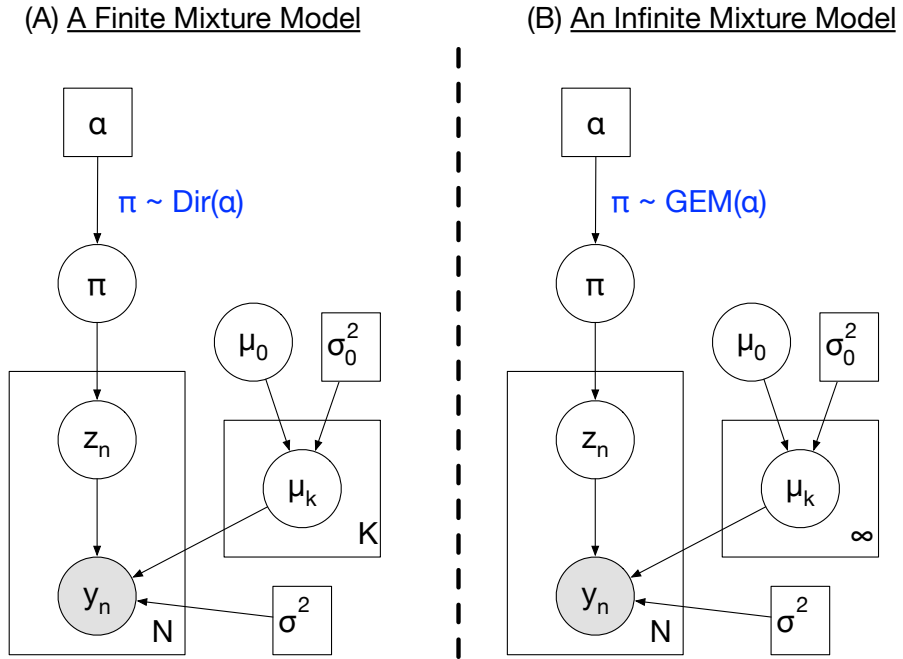 (A) A Finite Mixture Model
α
π ~ Dir(α)
π
μ₀
σ₀²
zₙ
μₖ
K
yₙ
N
σ²
(B) An Infinite Mixture Model
α
π ~ GEM(α)
π
μ₀
σ₀²
zₙ
μₖ
∞
yₙ
N
σ²